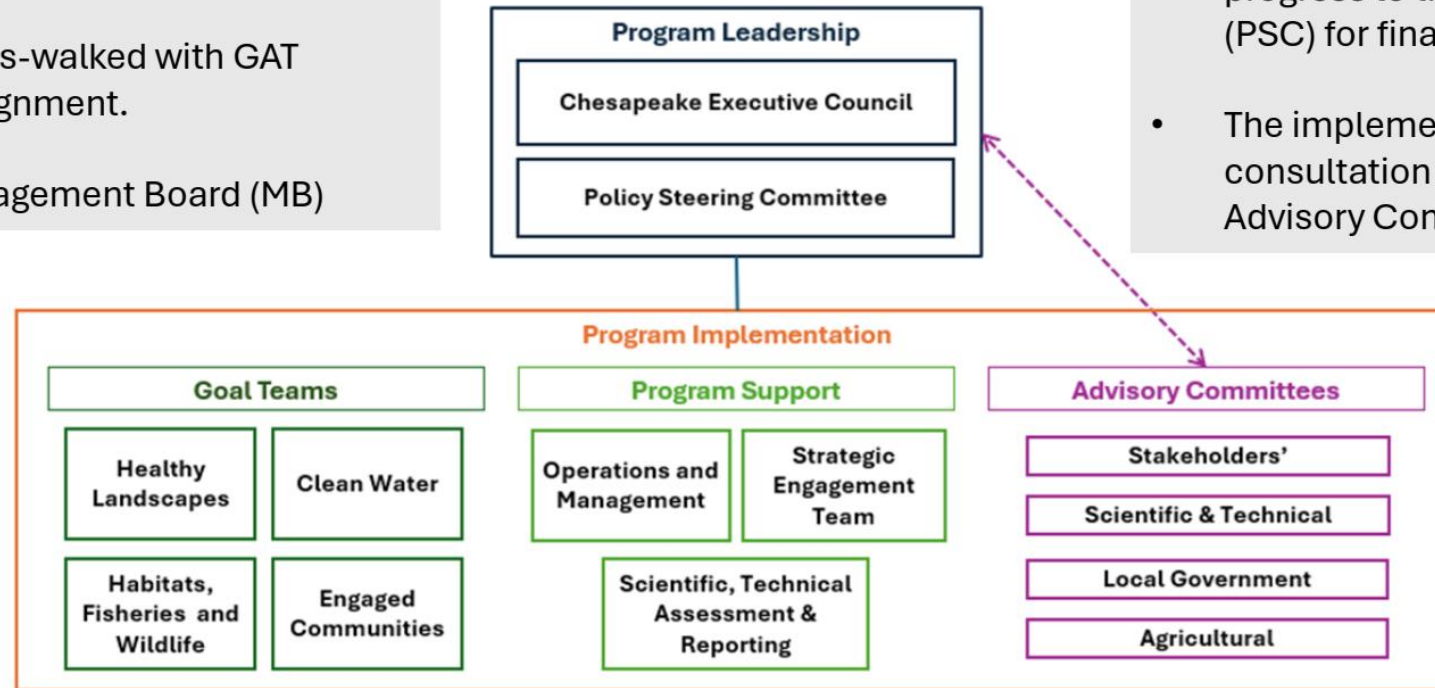 s-walked with GAT
gnment.
agement Board (MB)
(PSC) for fina
• The impleme
consultation
Advisory Con
Program Leadership
Chesapeake Executive Council
Policy Steering Committee
Program Implementation
Goal Teams
Healthy
Landscapes
Clean Water
Habitats,
Fisheries and
Wildlife
Engaged
Communities
Program Support
Operations and
Management
Strategic
Engagement
Team
Scientific, Technical
Assessment &
Reporting
Advisory Committees
Stakeholders’
Scientific & Technical
Local Government
Agricultural